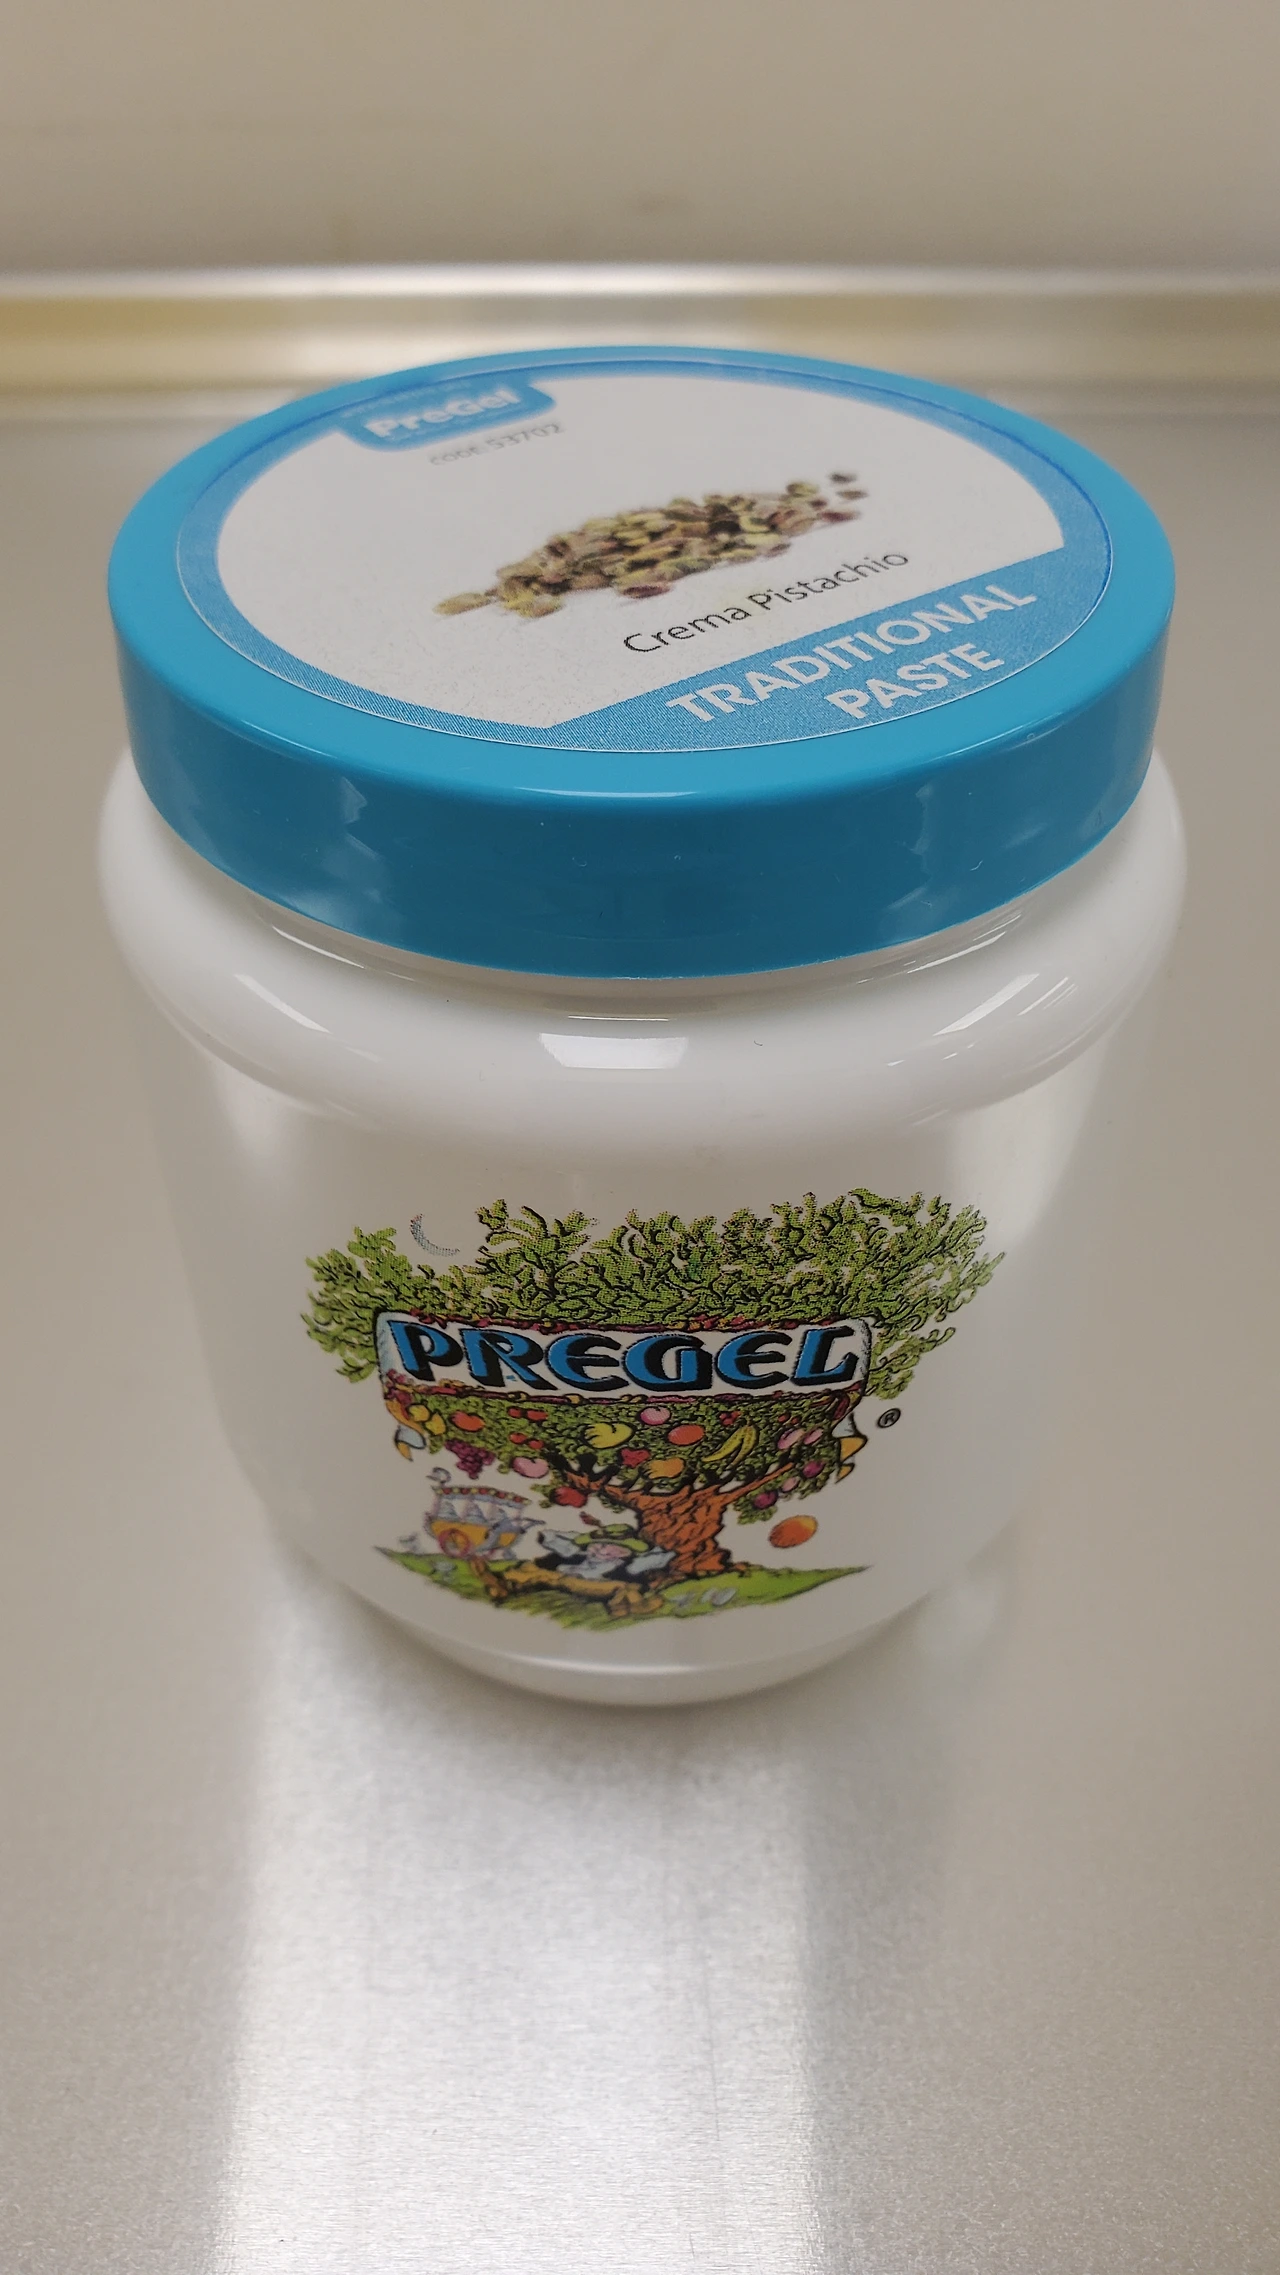 PreGel
CODE 53702
Crema Pistachio
TRADITIONAL
PASTE
PREGEL
®